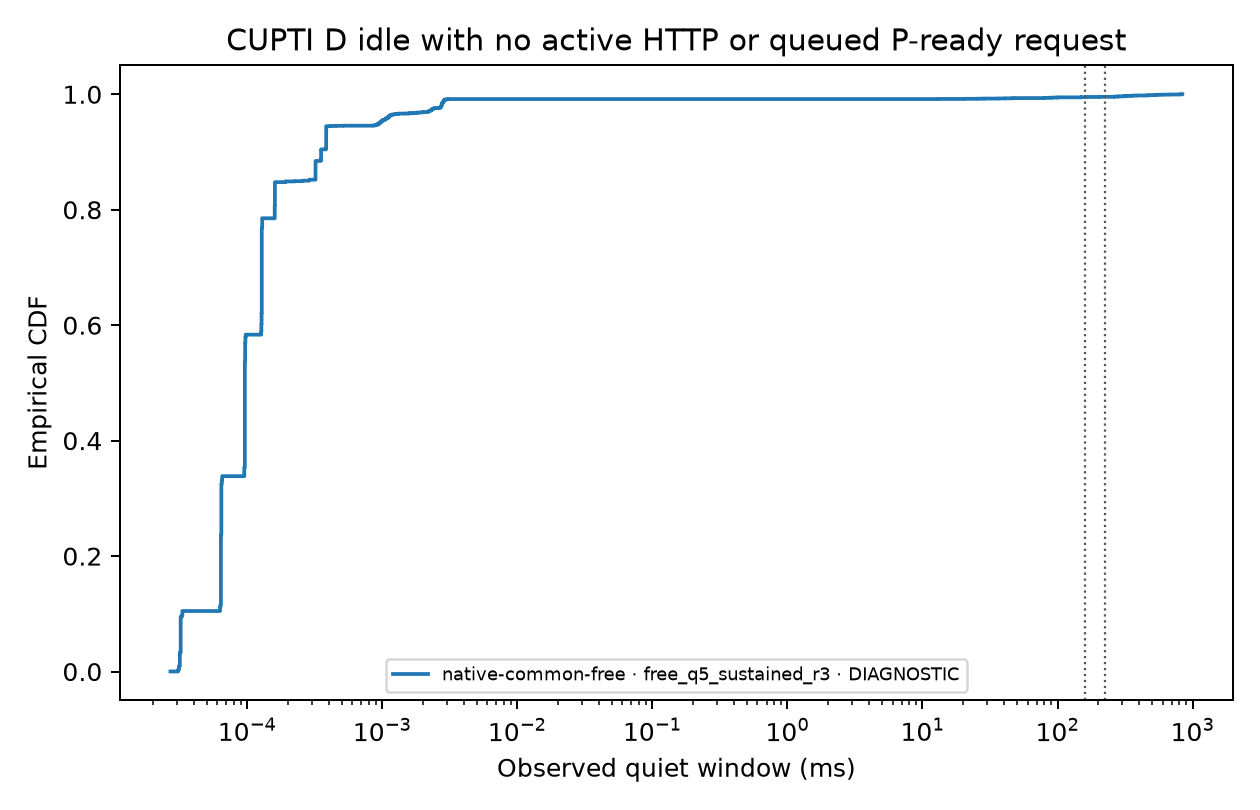 CUPTI D idle with no active HTTP or queued P-ready request
Empirical CDF
1.0
0.8
0.6
0.4
0.2
0.0
native-common-free · free_q5_sustained_r3 · DIAGNOSTIC
10⁻⁴ 10⁻³ 10⁻² 10⁻¹ 10⁰ 10¹ 10² 10³
Observed quiet window (ms)